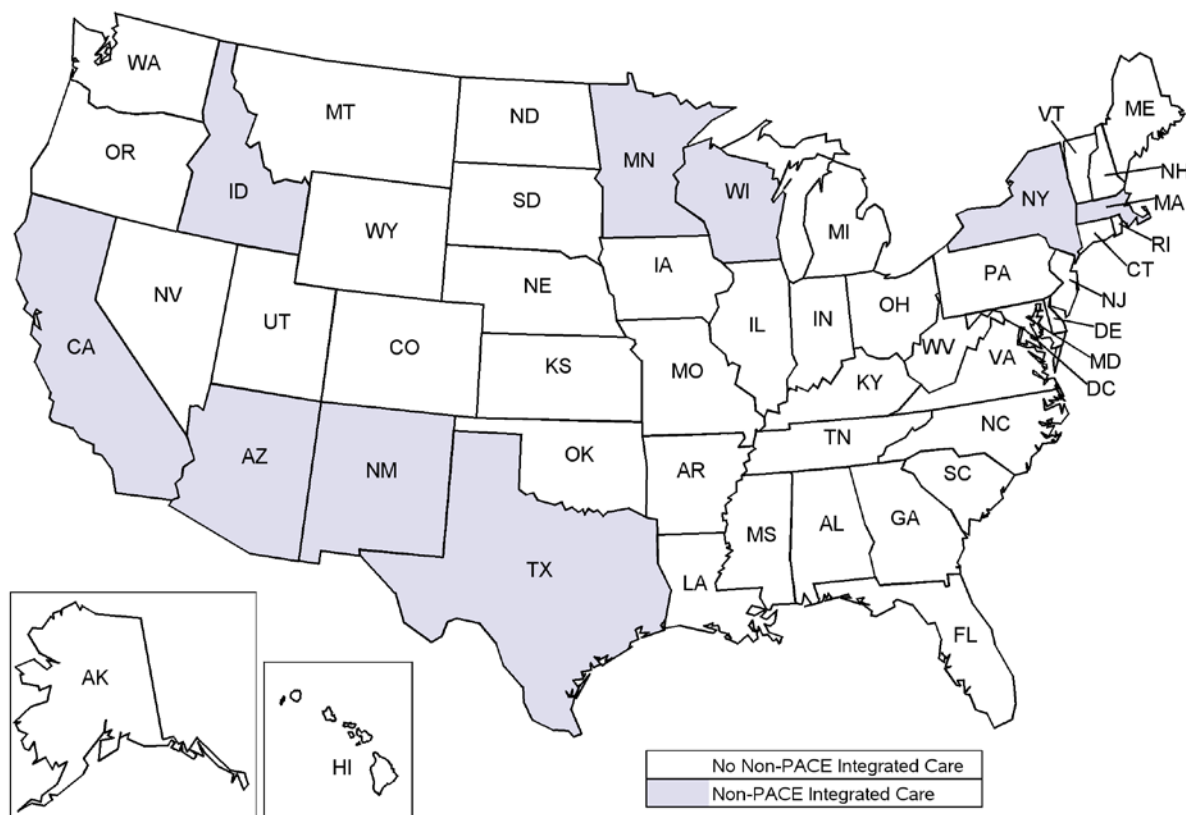 WA
MT
ND
MN
ME
VT
NH
OR
ID
SD
WI
NY
MA
WY
MI
RI
CT
IA
PA
NJ
NE
NV
UT
CO
IL
IN
OH
DE
MD
DC
CA
KS
MO
WV
VA
KY
NC
TN
AZ
NM
OK
AR
SC
MS
AL
GA
TX
LA
FL
AK
HI
No Non-PACE Integrated Care
Non-PACE Integrated Care